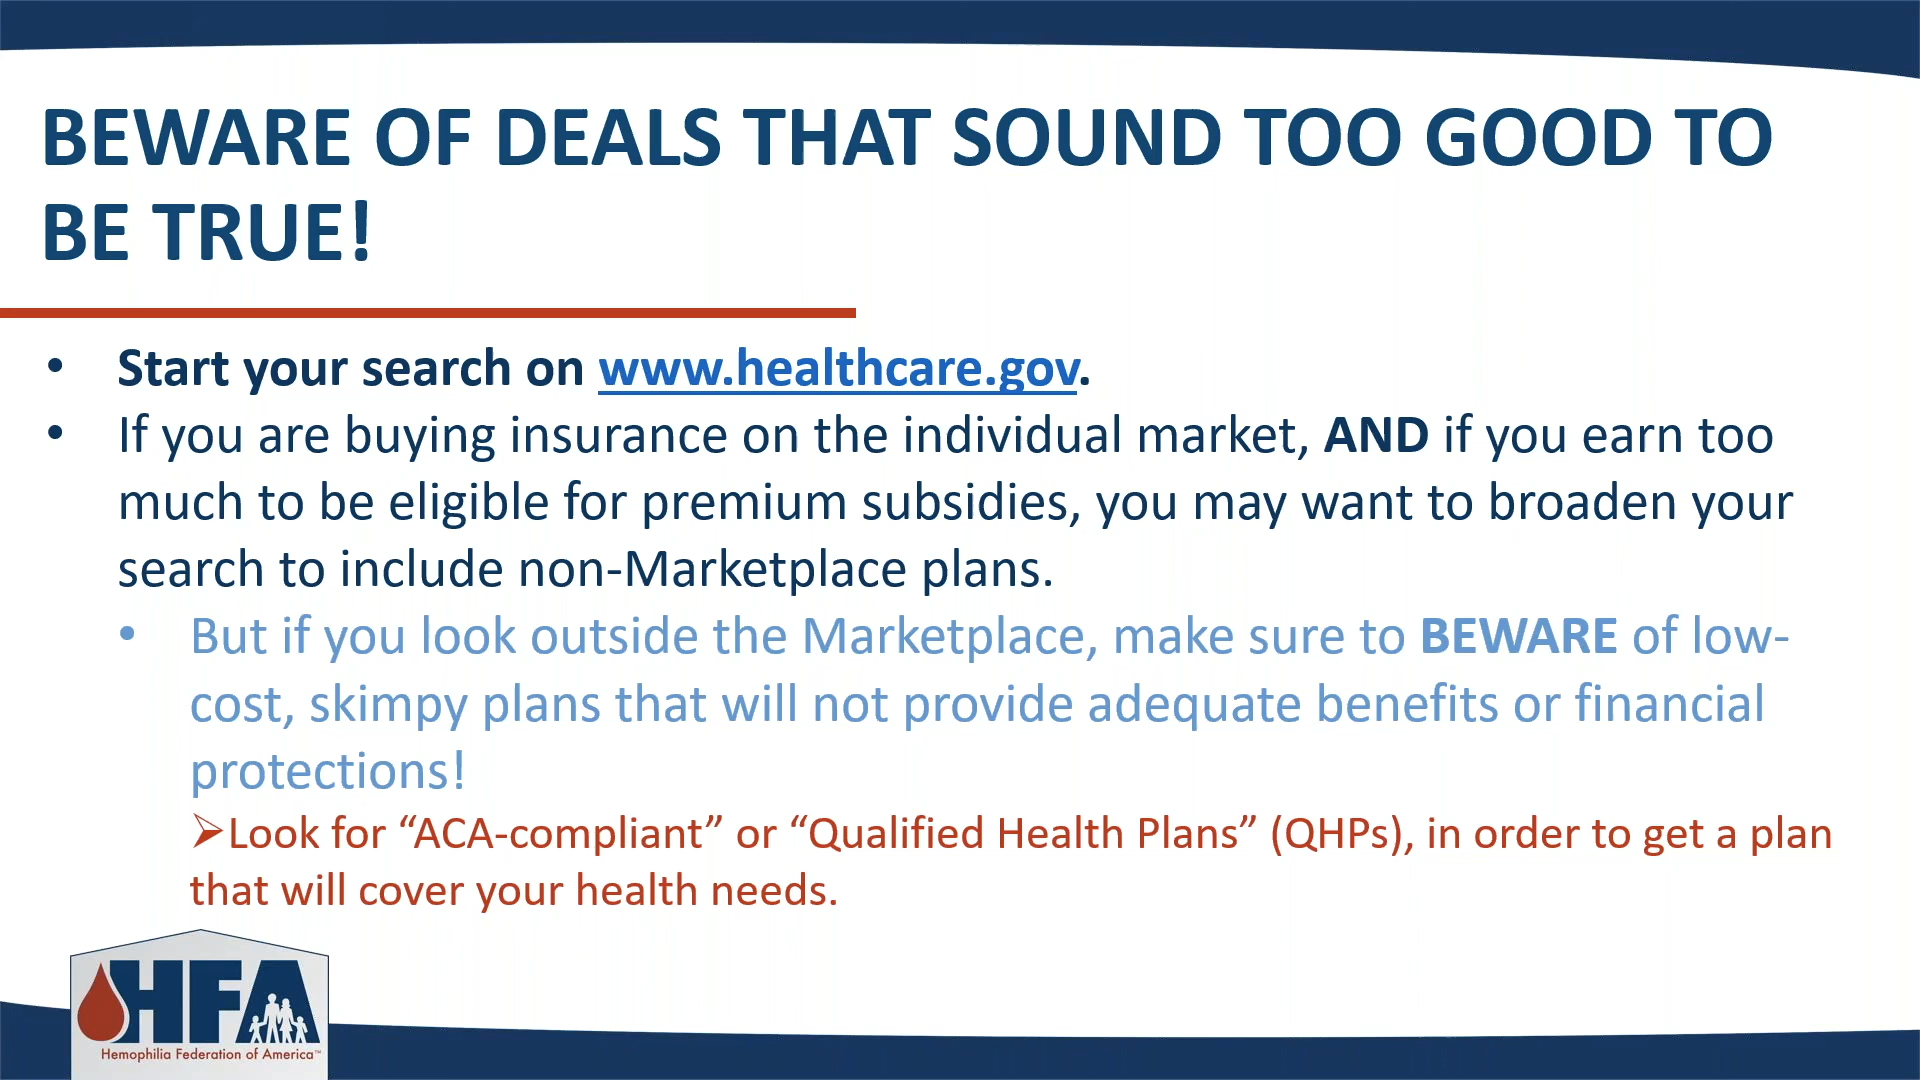 BEWARE OF DEALS THAT SOUND TOO GOOD TO
BE TRUE!
• Start your search on www.healthcare.gov.
• If you are buying insurance on the individual market, AND if you earn too
much to be eligible for premium subsidies, you may want to broaden your
search to include non-Marketplace plans.
• But if you look outside the Marketplace, make sure to BEWARE of low-
cost, skimpy plans that will not provide adequate benefits or financial
protections!
➢Look for “ACA-compliant” or “Qualified Health Plans” (QHPs), in order to get a plan
that will cover your health needs.
HFA
Hemophilia Federation of America™